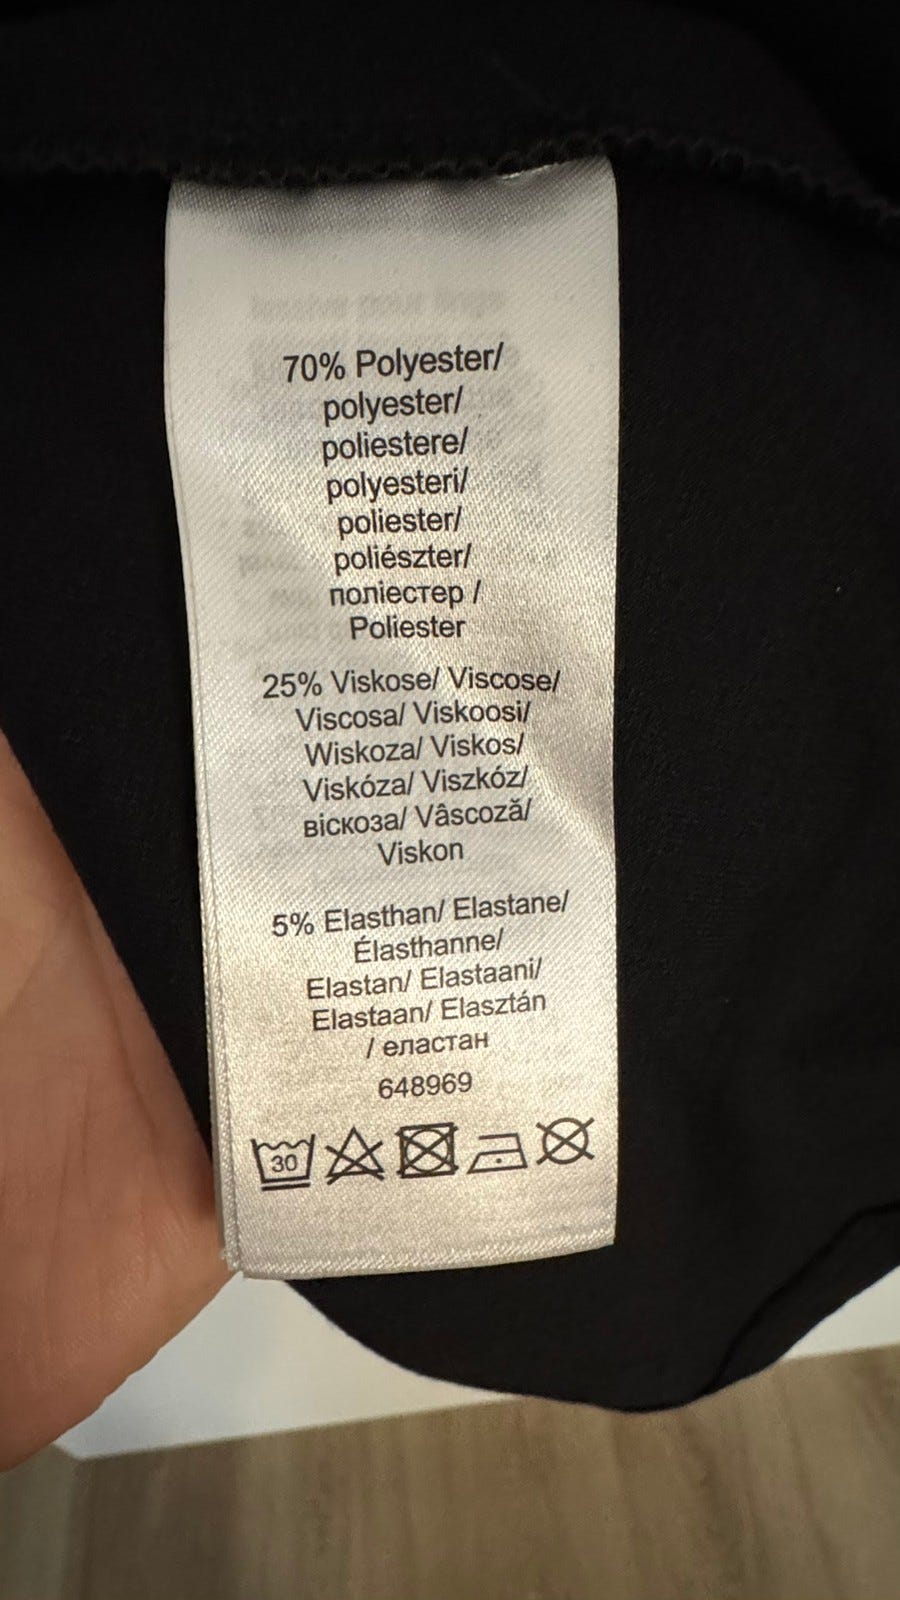 70% Polyester/
polyester/
poliestere/
polyesteri/
poliester/
poliészter/
поліестер /
Poliester
25% Viskose/ Viscose/
Viscosa/ Viskoosi/
Wiskoza/ Viskos/
Viskóza/ Viszkóz/
віскоза/ Vâscoză/
Viskon
5% Elasthan/ Elastane/
Élasthanne/
Elastan/ Elastaani/
Elastaan/ Elasztán
/ еластан
648969
30